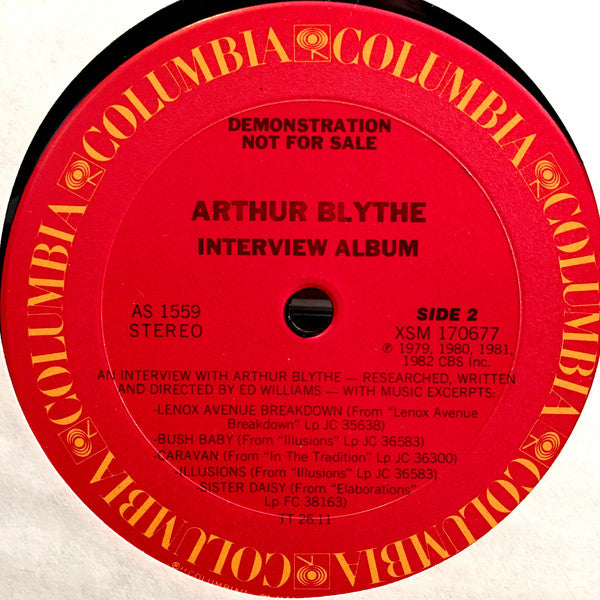 COLUMBIA COLUMBIA COLUMBIA COLUMBIA COLUMBIA COLUMBIA
DEMONSTRATION
NOT FOR SALE
ARTHUR BLYTHE
INTERVIEW ALBUM
AS 1559
STEREO
SIDE 2
XSM 170677
℗ 1979, 1980, 1981,
1982 CBS Inc.
AN INTERVIEW WITH ARTHUR BLYTHE — RESEARCHED, WRITTEN
AND DIRECTED BY ED WILLIAMS — WITH MUSIC EXCERPTS:
-LENOX AVENUE BREAKDOWN (From "Lenox Avenue
Breakdown" Lp JC 35638)
-BUSH BABY (From "Illusions" Lp JC 36583)
-CARAVAN (From "In The Tradition" Lp JC 36300)
-ILLUSIONS (From "Illusions" Lp JC 36583)
-SISTER DAISY (From "Elaborations"
Lp FC 38163)
TT 26:11
"COLUMBIA"